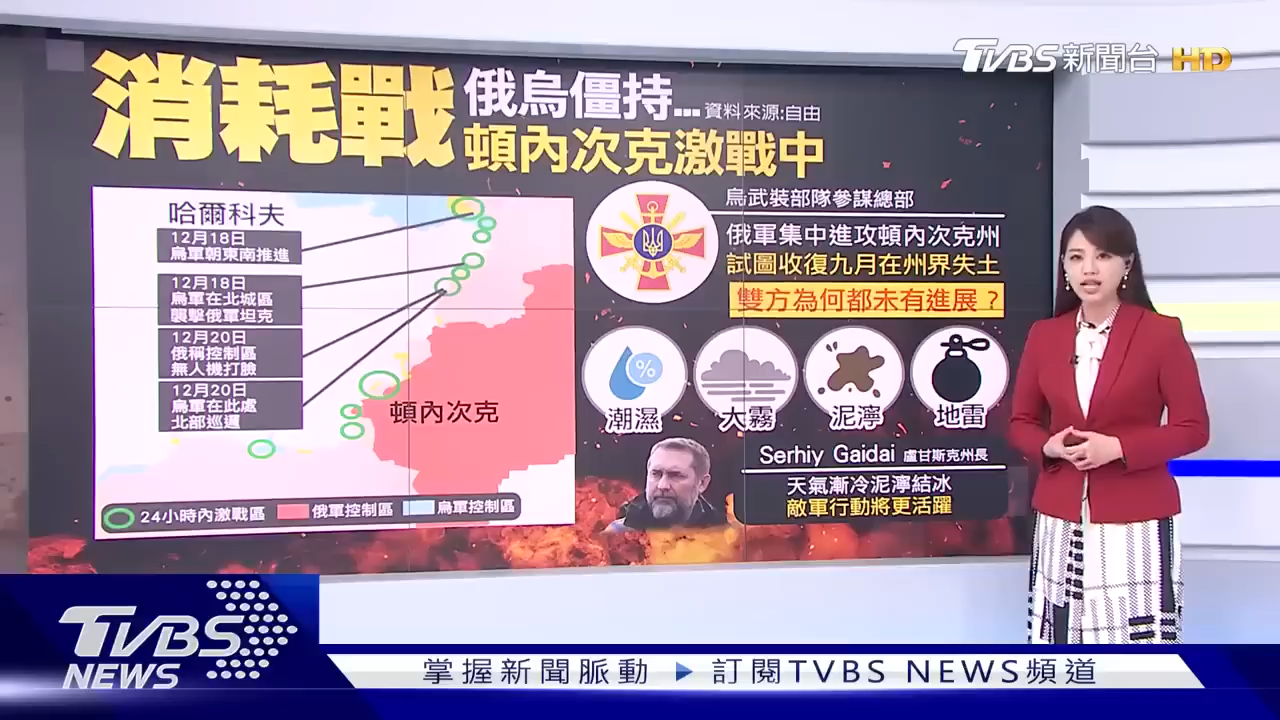 TVBS新聞台 HD
消耗戰
俄烏僵持...資料來源:自由
頓內次克激戰中
哈爾科夫
12月18日
烏軍朝東南推進
12月18日
烏軍在北城區
襲擊俄軍坦克
12月20日
俄稱控制區
無人機打臉
12月20日
烏軍在此處
北部巡邏
頓內次克
24小時內激戰區
俄軍控制區
烏軍控制區
烏武裝部隊參謀總部
俄軍集中進攻頓內次克州
試圖收復九月在州界失土
雙方為何都未有進展？
%
潮濕
大霧
泥濘
地雷
Serhiy Gaidai 盧甘斯克州長
天氣漸冷泥濘結冰
敵軍行動將更活躍
TVBS
NEWS
掌握新聞脈動 ▶ 訂閱TVBS NEWS頻道